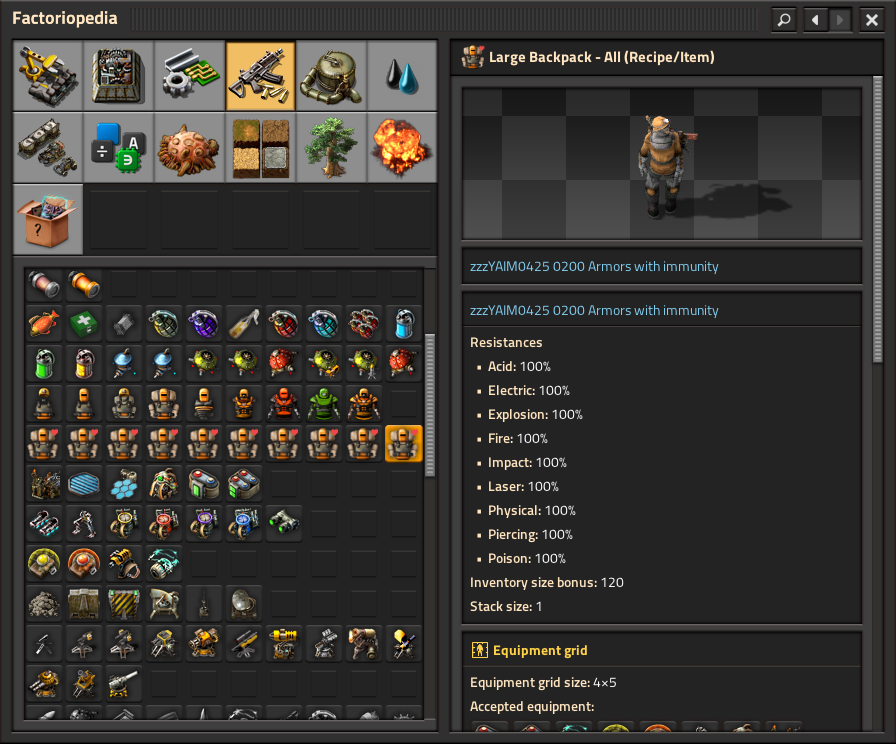 Factoriopedia
Large Backpack - All (Recipe/Item)
÷
A
?
zzzYAIM0425 0200 Armors with immunity
zzzYAIM0425 0200 Armors with immunity
Resistances
• Acid: 100%
• Electric: 100%
• Explosion: 100%
• Fire: 100%
• Impact: 100%
• Laser: 100%
• Physical: 100%
• Piercing: 100%
• Poison: 100%
Inventory size bonus: 120
Stack size: 1
Equipment grid
Equipment grid size: 4×5
Accepted equipment: